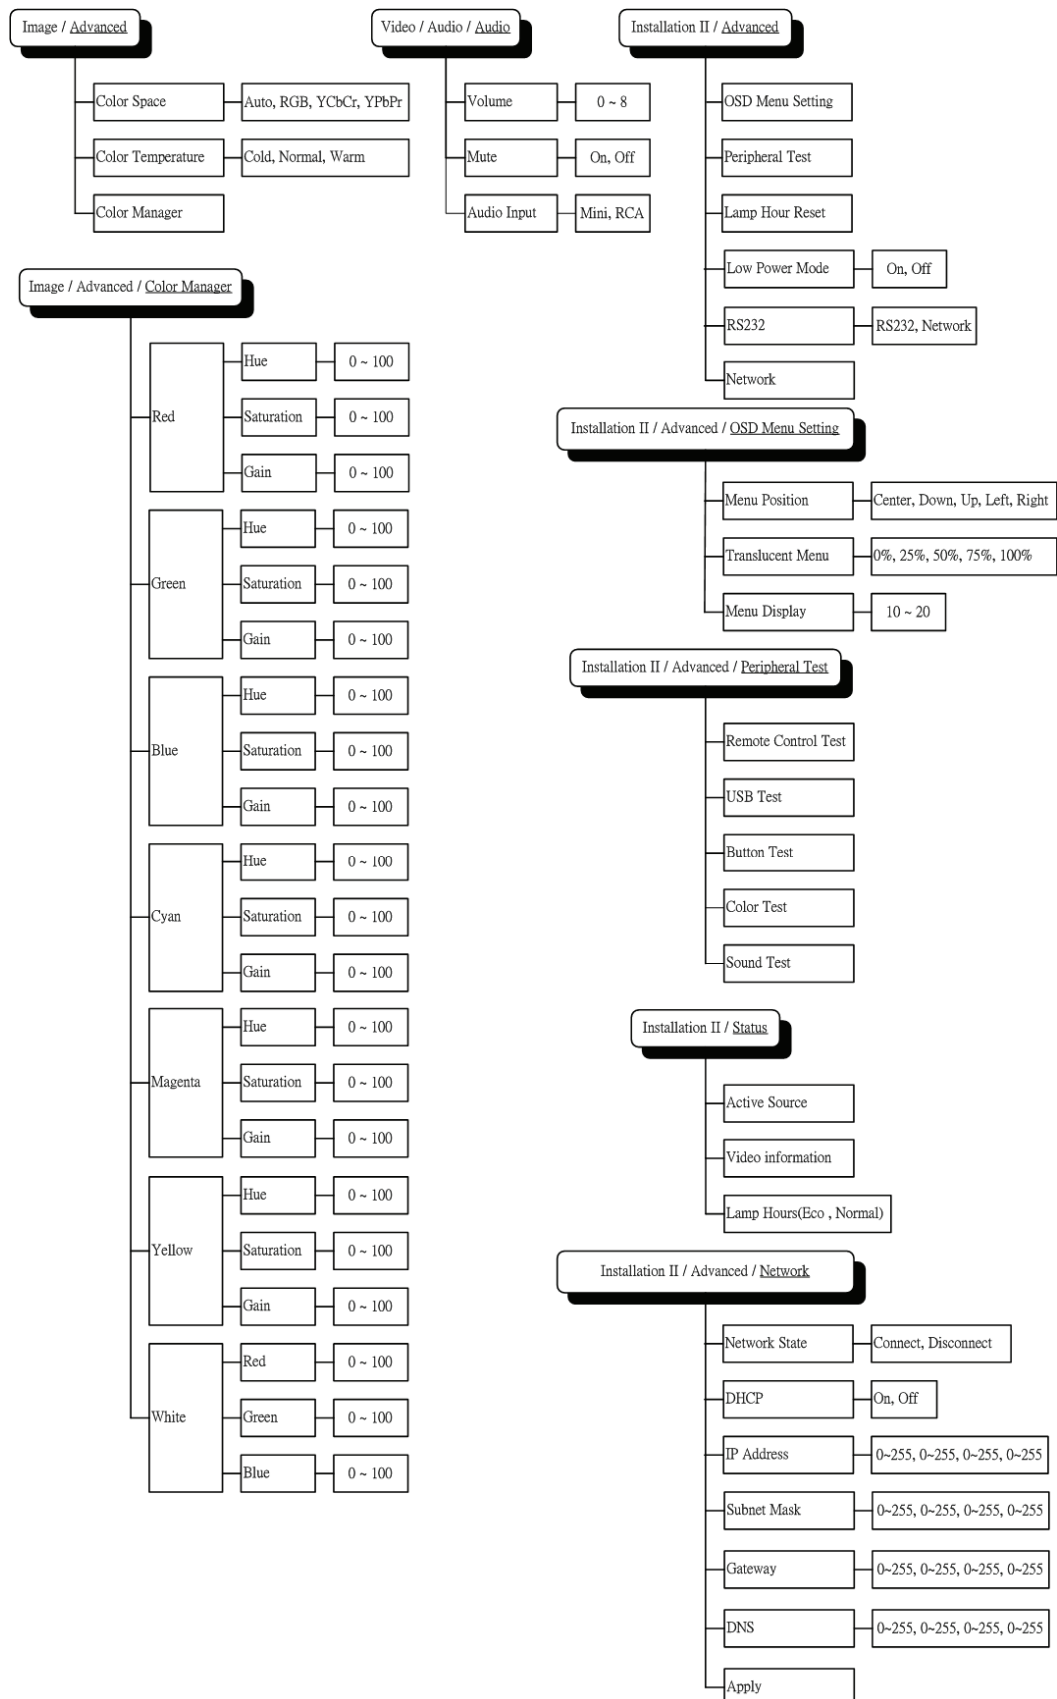 Image / Advanced
Color Space
Auto, RGB, YCbCr, YPbPr
Color Temperature
Cold, Normal, Warm
Color Manager
Image / Advanced / Color Manager
Red
Hue
0 ~ 100
Saturation
0 ~ 100
Gain
0 ~ 100
Green
Hue
0 ~ 100
Saturation
0 ~ 100
Gain
0 ~ 100
Blue
Hue
0 ~ 100
Saturation
0 ~ 100
Gain
0 ~ 100
Cyan
Hue
0 ~ 100
Saturation
0 ~ 100
Gain
0 ~ 100
Magenta
Hue
0 ~ 100
Saturation
0 ~ 100
Gain
0 ~ 100
Yellow
Hue
0 ~ 100
Saturation
0 ~ 100
Gain
0 ~ 100
White
Red
0 ~ 100
Green
0 ~ 100
Blue
0 ~ 100
Video / Audio / Audio
Volume
0 ~ 8
Mute
On, Off
Audio Input
Mini, RCA
Installation II / Advanced
OSD Menu Setting
Peripheral Test
Lamp Hour Reset
Low Power Mode
On, Off
RS232
RS232, Network
Network
Installation II / Advanced / OSD Menu Setting
Menu Position
Center, Down, Up, Left, Right
Translucent Menu
0%, 25%, 50%, 75%, 100%
Menu Display
10 ~ 20
Installation II / Advanced / Peripheral Test
Remote Control Test
USB Test
Button Test
Color Test
Sound Test
Installation II / Status
Active Source
Video information
Lamp Hours(Eco , Normal)
Installation II / Advanced / Network
Network State
Connect, Disconnect
DHCP
On, Off
IP Address
0~255, 0~255, 0~255, 0~255
Subnet Mask
0~255, 0~255, 0~255, 0~255
Gateway
0~255, 0~255, 0~255, 0~255
DNS
0~255, 0~255, 0~255, 0~255
Apply